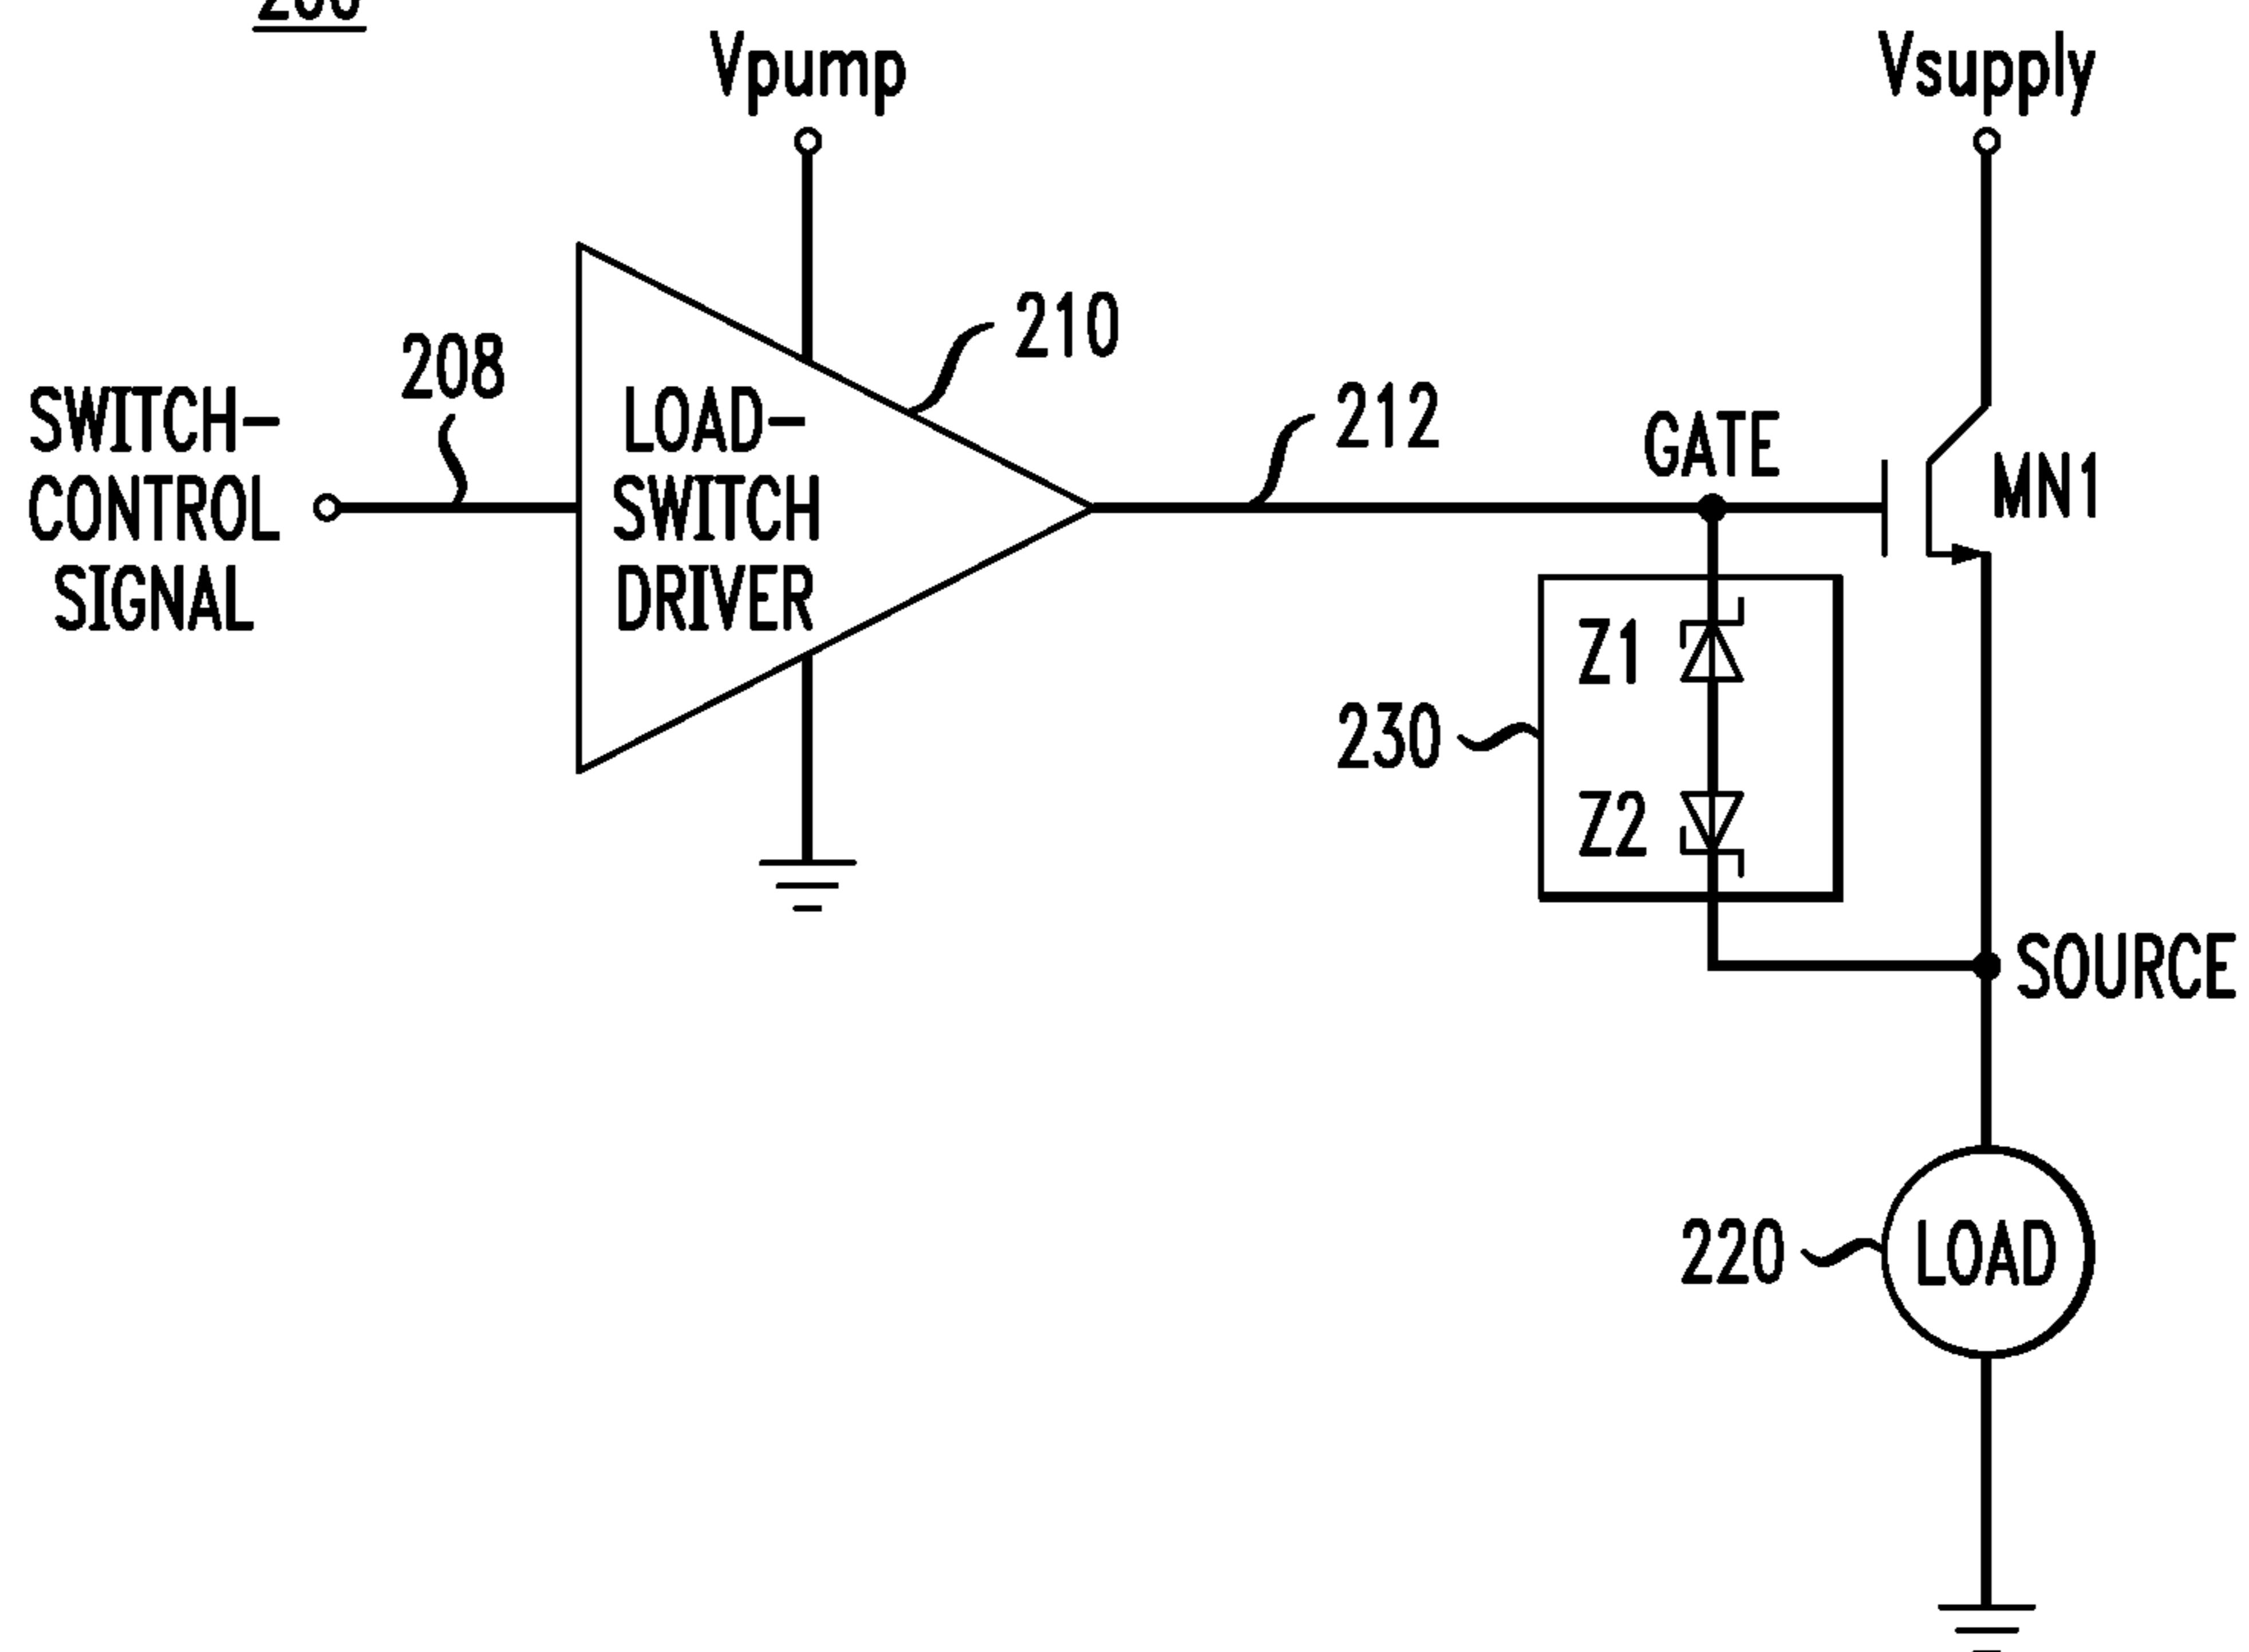 Vpump
Vsupply
210
208
212
SWITCH-
CONTROL
SIGNAL
LOAD-
SWITCH
DRIVER
GATE
MN1
Z1
230
Z2
SOURCE
220
LOAD